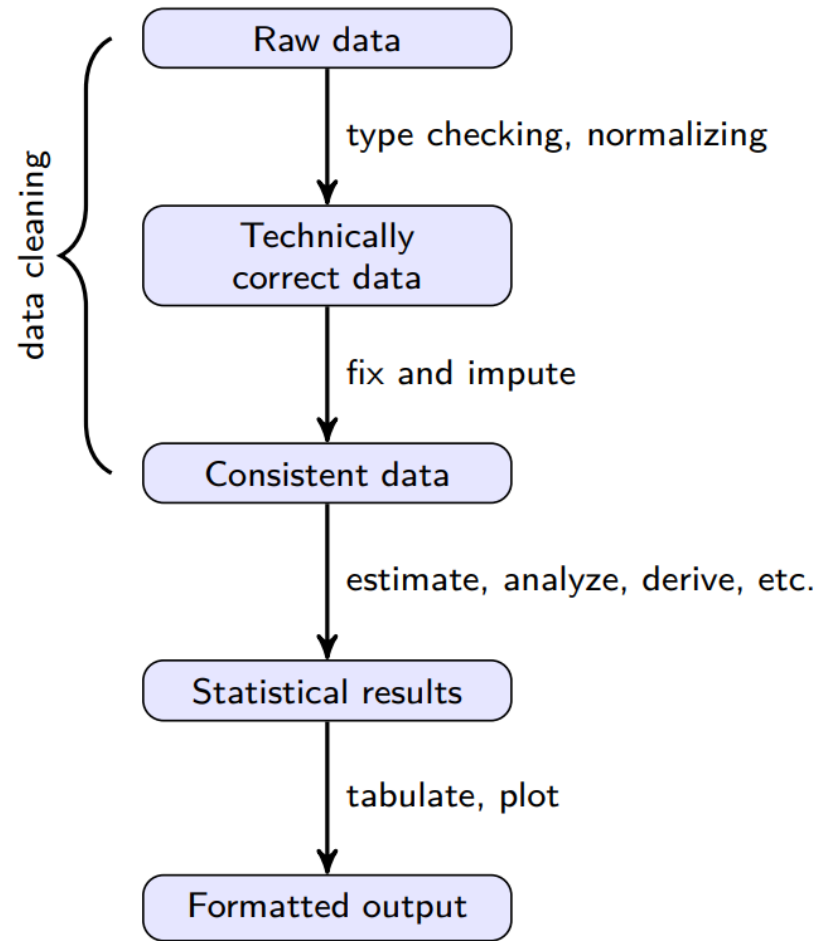 Raw data
type checking, normalizing
Technically
correct data
data cleaning
fix and impute
Consistent data
estimate, analyze, derive, etc.
Statistical results
tabulate, plot
Formatted output